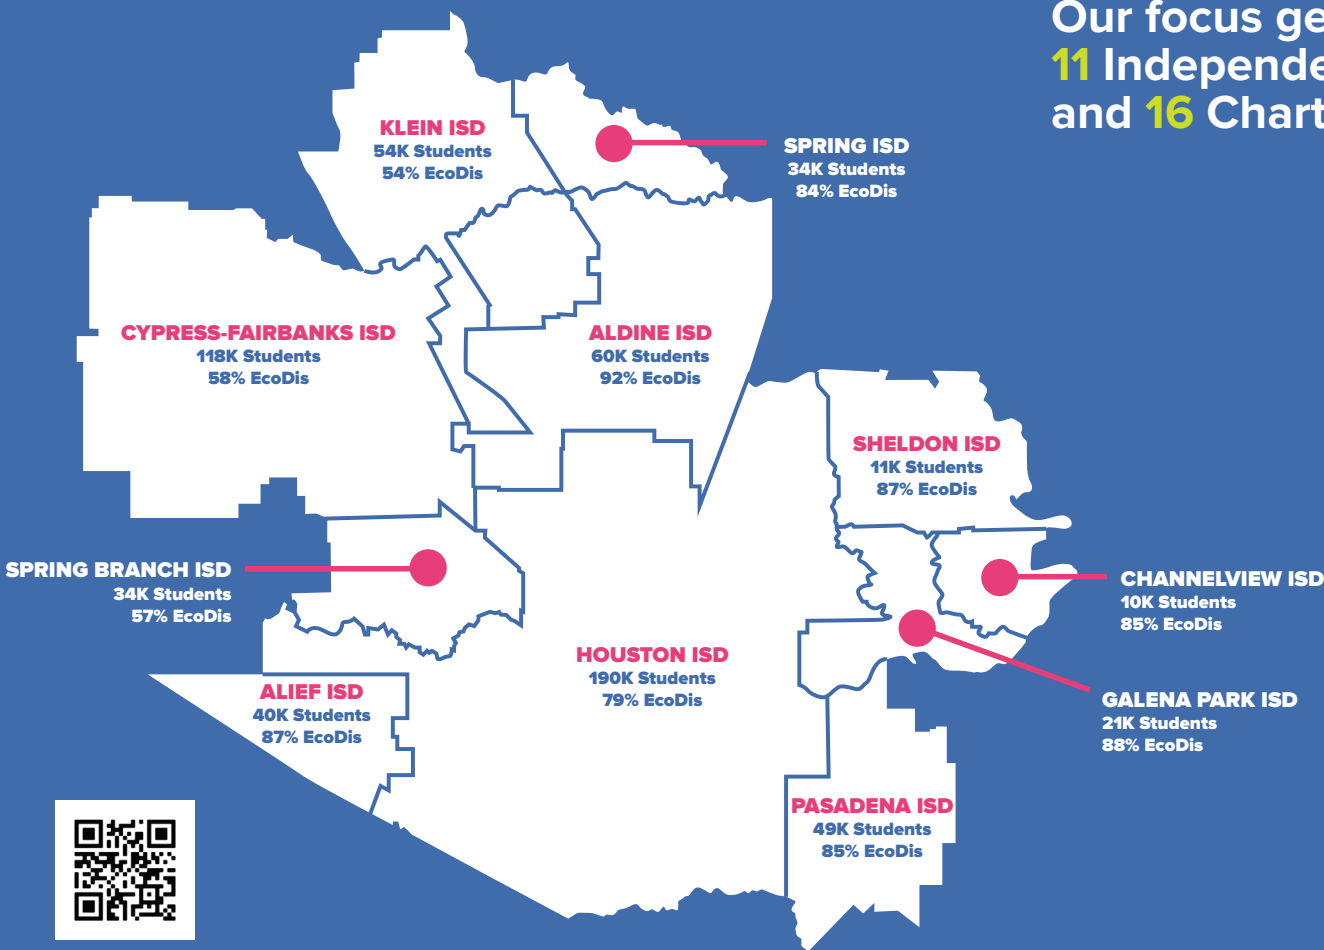 Our focus ge
11 Independe
and 16 Chart
KLEIN ISD
54K Students
54% EcoDis
SPRING ISD
34K Students
84% EcoDis
CYPRESS-FAIRBANKS ISD
118K Students
58% EcoDis
ALDINE ISD
60K Students
92% EcoDis
SHELDON ISD
11K Students
87% EcoDis
SPRING BRANCH ISD
34K Students
57% EcoDis
CHANNELVIEW ISD
10K Students
85% EcoDis
HOUSTON ISD
190K Students
79% EcoDis
ALIEF ISD
40K Students
87% EcoDis
GALENA PARK ISD
21K Students
88% EcoDis
PASADENA ISD
49K Students
85% EcoDis